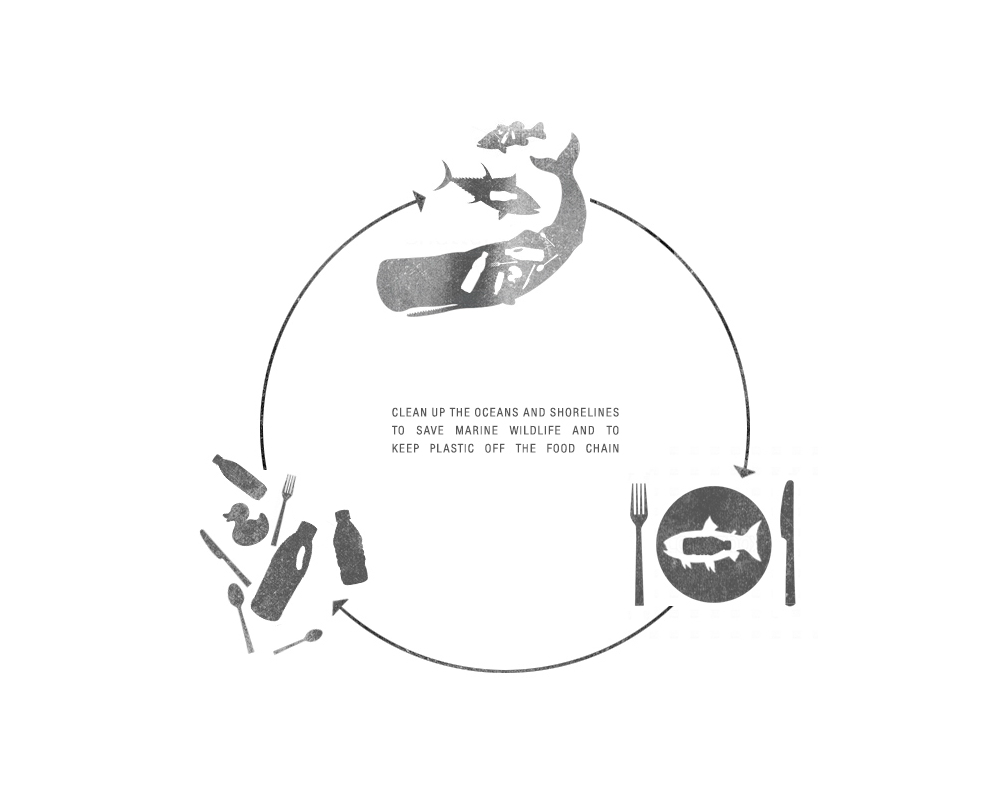 CLEAN UP THE OCEANS AND SHORELINES
TO SAVE MARINE WILDLIFE AND TO
KEEP PLASTIC OFF THE FOOD CHAIN